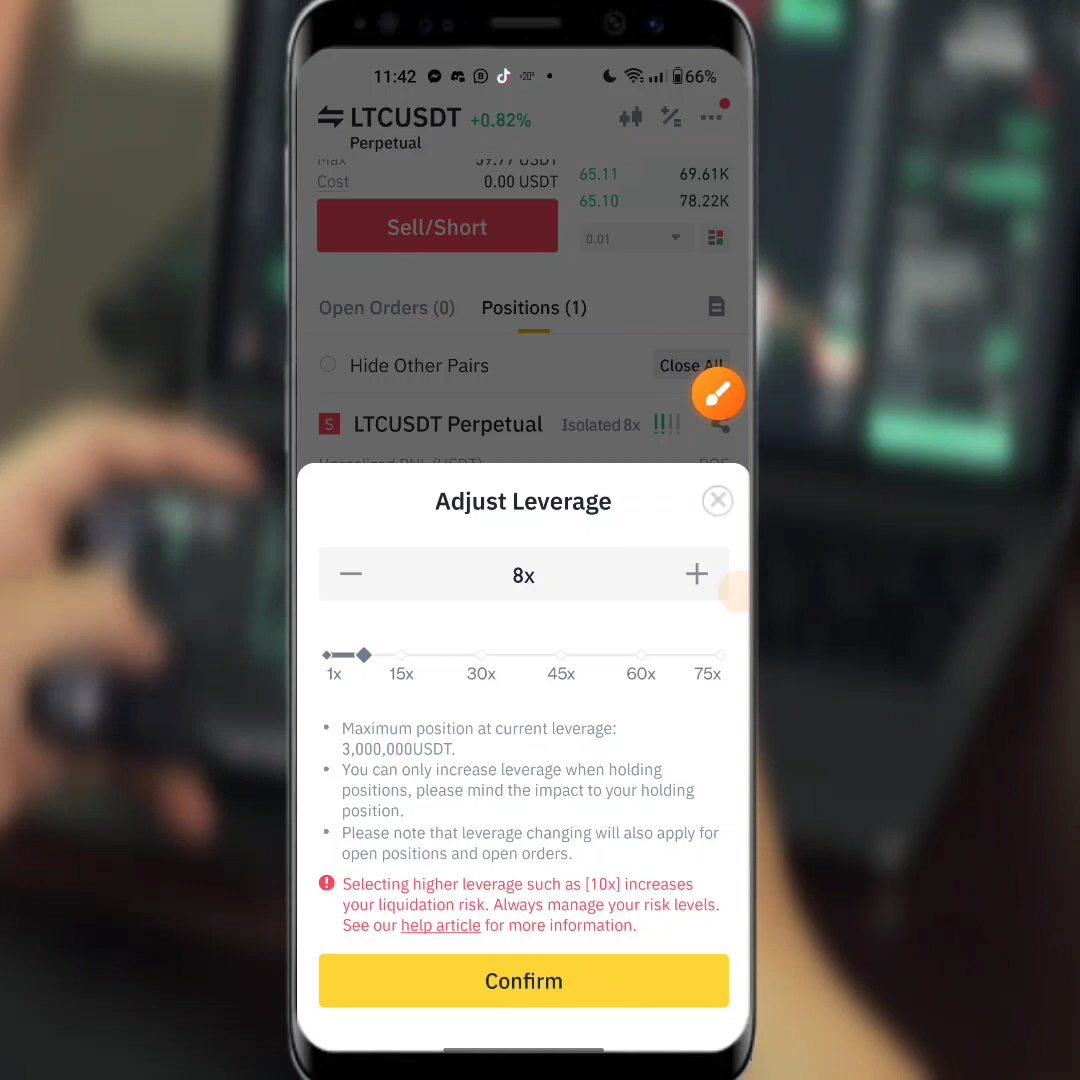 11:42
66%
LTCUSDT +0.82%
Perpetual
Max 59.77 USDT
Cost 0.00 USDT
65.11 69.61K
65.10 78.22K
Sell/Short
0.01
Open Orders (0) Positions (1)
Hide Other Pairs
Close All
S LTCUSDT Perpetual Isolated 8x
Adjust Leverage
8x
1x 15x 30x 45x 60x 75x
• Maximum position at current leverage:
3,000,000USDT.
• You can only increase leverage when holding
positions, please mind the impact to your holding
position.
• Please note that leverage changing will also apply for
open positions and open orders.
Selecting higher leverage such as [10x] increases
your liquidation risk. Always manage your risk levels.
See our help article for more information.
Confirm